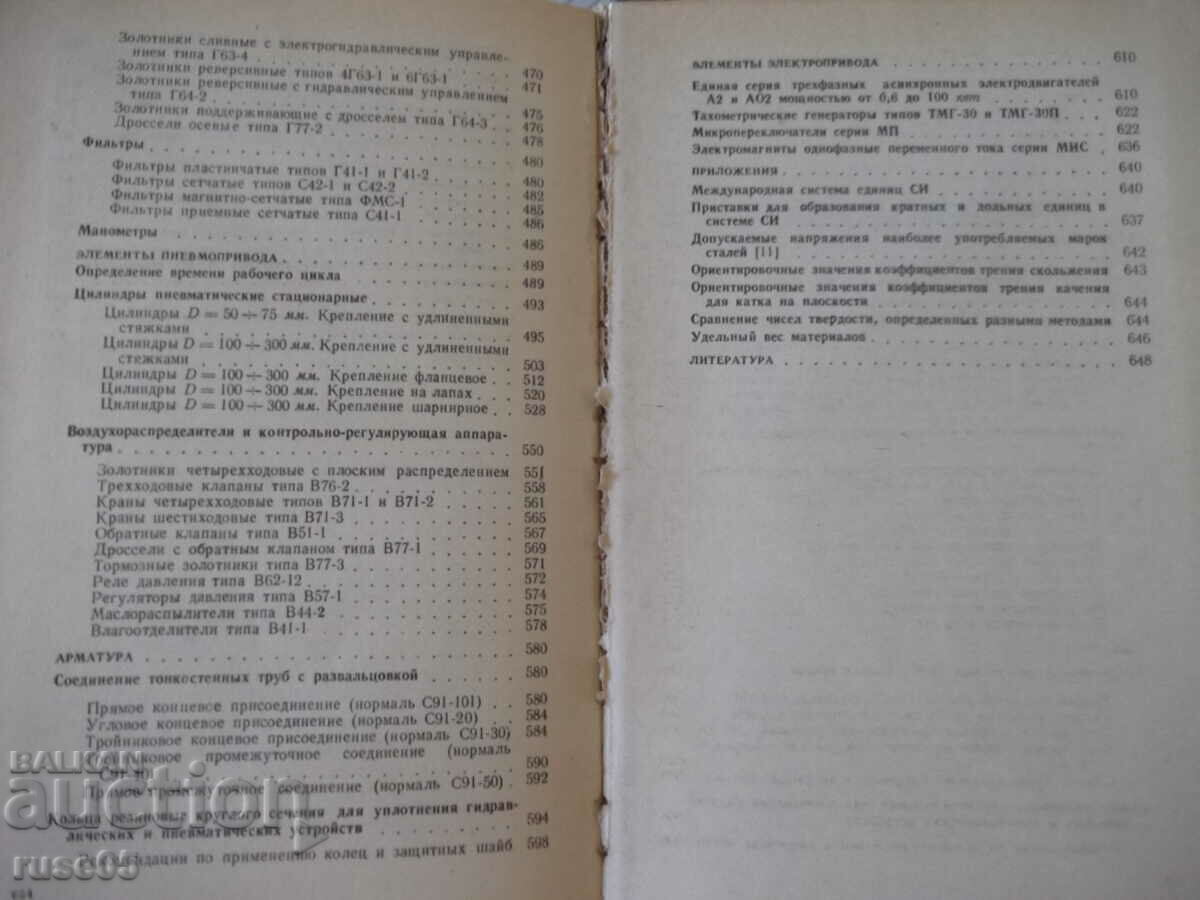 Золотники сливные с электрогидравлическим управле-
нием типа Г63-4 470
Золотники реверсивные типов 4Г63-1 и 6Г63-1 471
Золотники реверсивные с гидравлическим управлением
типа Г64-2 475
Золотники поддерживающие с дросселем типа Г64-3 476
Дроссели осевые типа Г77-2 478
Фильтры 480
Фильтры пластинчатые типов Г41-1 и Г41-2 480
Фильтры сетчатые типов С42-1 и С42-2 482
Фильтры магнитно-сетчатые типа ФМС-1 485
Фильтры приемные сетчатые типа С41-1 486
Манометры 486
ЭЛЕМЕНТЫ ПНЕВМОПРИВОДА 489
Определение времени рабочего цикла 489
Цилиндры пневматические стационарные 493
Цилиндры D = 50 ÷ 75 мм. Крепление с удлиненными
стяжками 495
Цилиндры D = 100 ÷ 300 мм. Крепление с удлиненными
стяжками 503
Цилиндры D = 100 ÷ 300 мм. Крепление фланцевое 512
Цилиндры D = 100 ÷ 300 мм. Крепление на лапах 520
Цилиндры D = 100 ÷ 300 мм. Крепление шарнирное 528
Воздухораспределители и контрольно-регулирующая аппара-
тура 550
Золотники четырехходовые с плоским распределением 551
Трехходовые клапаны типа В76-2 558
Краны четырехходовые типов В71-1 и В71-2 561
Краны шестиходовые типа В71-3 565
Обратные клапаны типа В51-1 567
Дроссели с обратным клапаном типа В77-1 569
Тормозные золотники типа В77-3 571
Реле давления типа В62-12 572
Регуляторы давления типа В57-1 574
Маслораспылители типа В44-2 575
Влагоотделители типа В41-1 578
АРМАТУРА 580
Соединение тонкостенных труб с развальцовкой 580
Прямое концевое присоединение (нормаль С91-101) 580
Угловое концевое присоединение (нормаль С91-20) 584
Тройниковое концевое присоединение (нормаль С91-30) 584
промежуточное соединение (нормаль
590
Прямое промежуточное соединение (нормаль С91-50) 592
Кольца резиновые круглого сечения для уплотнения гидрав-
лических и пневматических устройств 594
Рекомендации по применению колец и защитных шайб 598
654
BALKAN
auction
ruse05
ЭЛЕМЕНТЫ ЭЛЕКТРОПРИВОДА 610
Единая серия трехфазных асинхронных электродвигателей
А2 и АО2 мощностью от 0,6 до 100 квт 610
Тахометрические генераторы типов ТМГ-30 и ТМГ-30П 622
Микропереключатели серии МП 622
Электромагниты однофазные переменного тока серии МИС 636
ПРИЛОЖЕНИЯ 640
Международная система единиц СИ 640
Приставки для образования кратных и дольных единиц в
системе СИ 637
Допускаемые напряжения наиболее употребляемых марок
сталей [11] 642
Ориентировочные значения коэффициентов трения скольжения 643
Ориентировочные значения коэффициентов трения качения
для катка на плоскости 644
Сравнение чисел твердости, определенных разными методами 644
Удельный вес материалов 646
ЛИТЕРАТУРА 648